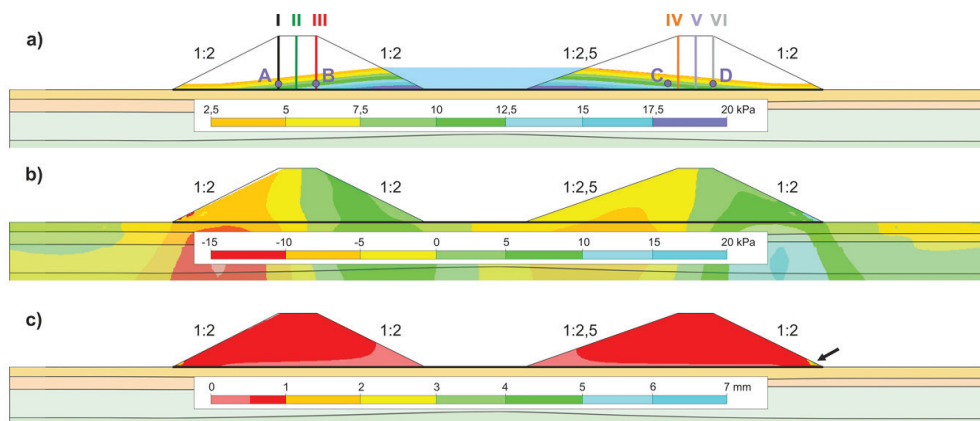 I II III IV V VI
a) 1:2 1:2 1:2,5 1:2
A B C D
2,5 5 7,5 10 12,5 15 17,5 20 kPa
b)
1:2 1:2 1:2,5 1:2
-15 -10 -5 0 5 10 15 20 kPa
c)
1:2 1:2 1:2,5 1:2
0 1 2 3 4 5 6 7 mm